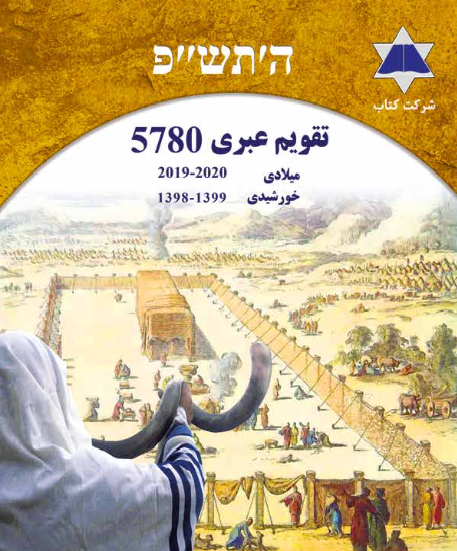 ה'תש"פ
شرکت کتاب
تقویم عبری 5780
میلادی 2019-2020
خورشیدی 1398-1399